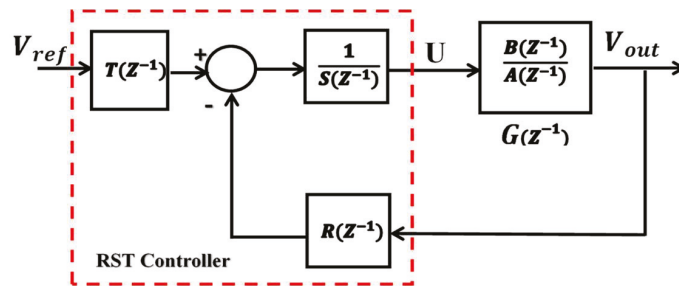 V_ref
T(Z⁻¹)
+
-
1
S(Z⁻¹)
U
B(Z⁻¹)
A(Z⁻¹)
V_out
G(Z⁻¹)
R(Z⁻¹)
RST Controller